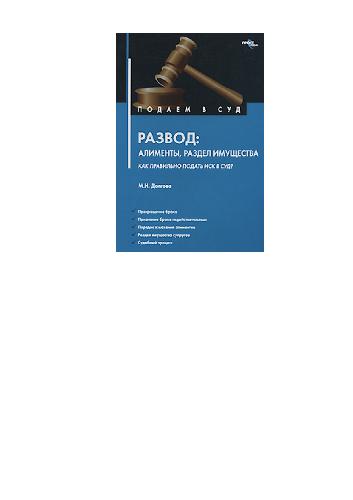 ПОДАЕМ В СУД
РАЗВОД:
АЛИМЕНТЫ, РАЗДЕЛ ИМУЩЕСТВА
КАК ПРАВИЛЬНО ПОДАТЬ ИСК В СУД?
М.Н. Долгова
Прекращение брака
Признание брака недействительным
Порядок взыскания алиментов
Раздел имущества супругов
Судебный процесс